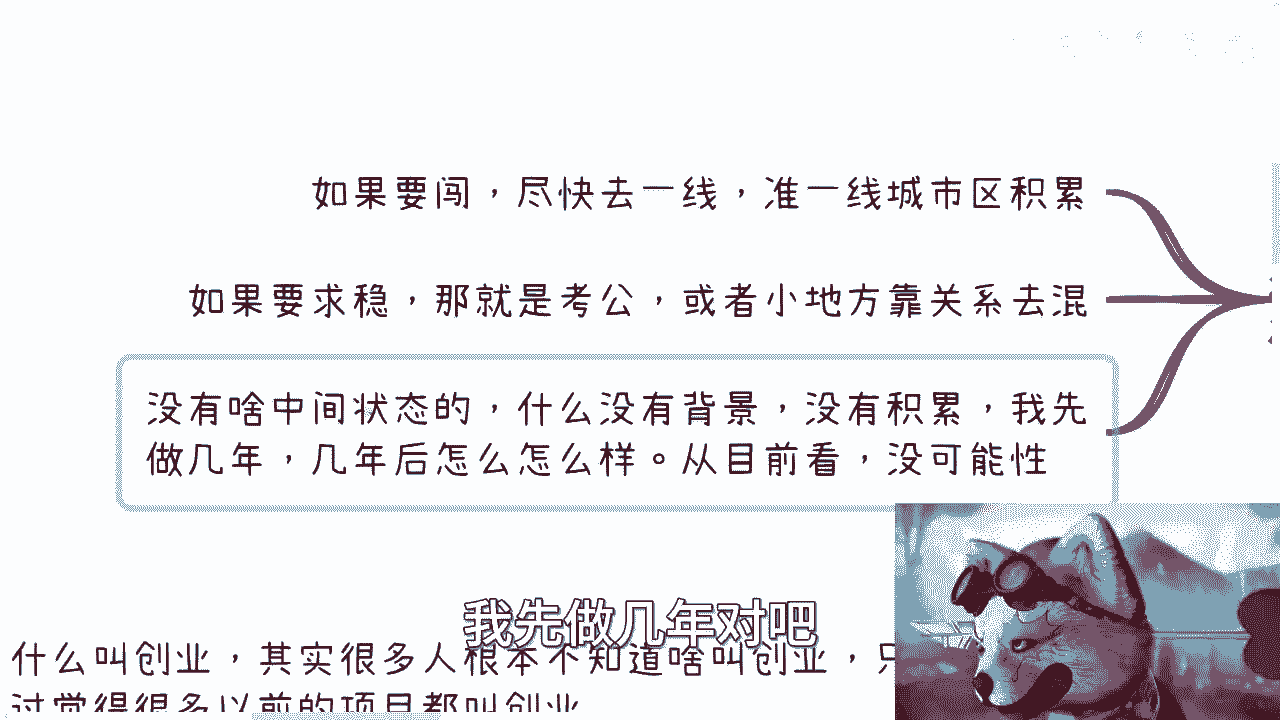 如果要闯，尽快去一线，准一线城市区积累
如果要求稳，那就是考公，或者小地方靠关系去混
没有啥中间状态的，什么没有背景，没有积累，我先
做几年，几年后怎么怎么样。从目前看，没可能性
我先做几年对吧
什么叫创业，其实很多人根本不知道啥叫创业，只
过觉得很多以前的项目都叫创业